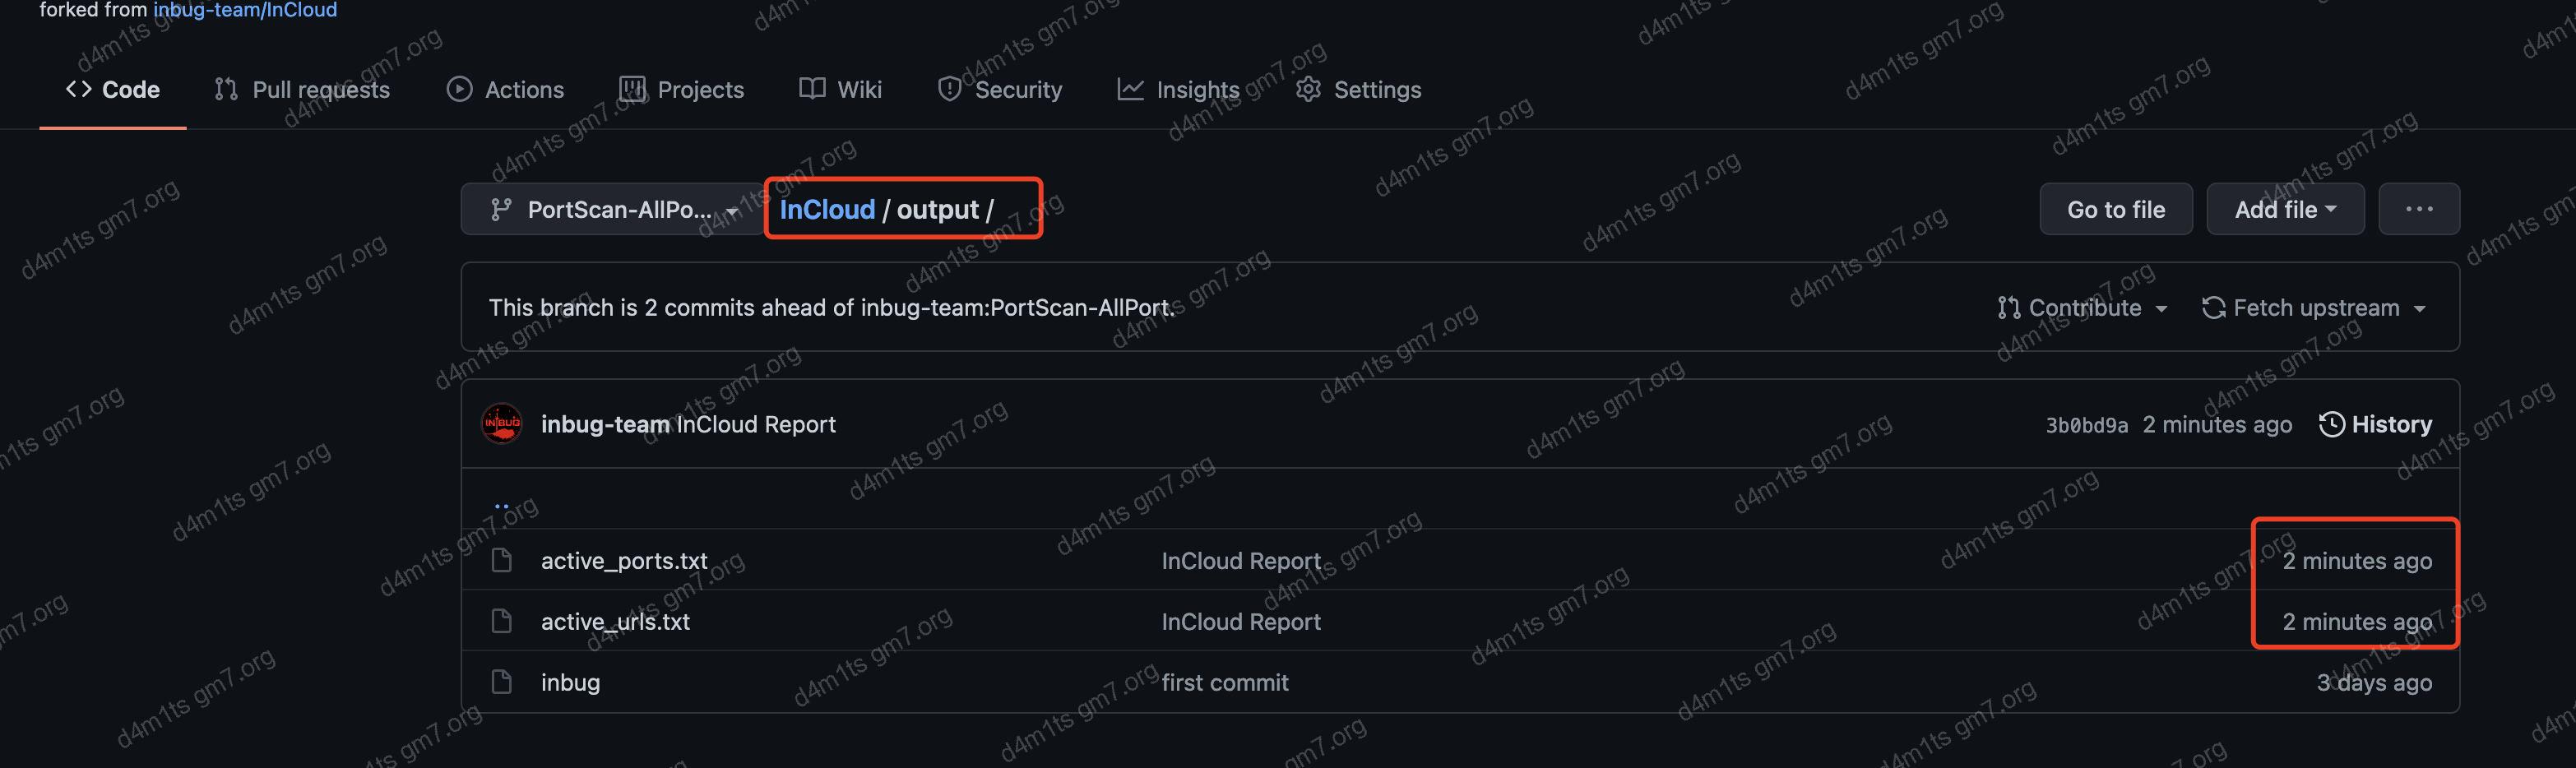 forked from inbug-team/InCloud
Code Pull requests Actions Projects Wiki Security Insights Settings
PortScan-AllPo... InCloud / output / Go to file Add file ...
This branch is 2 commits ahead of inbug-team:PortScan-AllPort. Contribute Fetch upstream
INBUG inbug-team InCloud Report 3b0bd9a 2 minutes ago History
..
active_ports.txt InCloud Report 2 minutes ago
active_urls.txt InCloud Report 2 minutes ago
inbug first commit 3 days ago
d4m1ts gm7.org